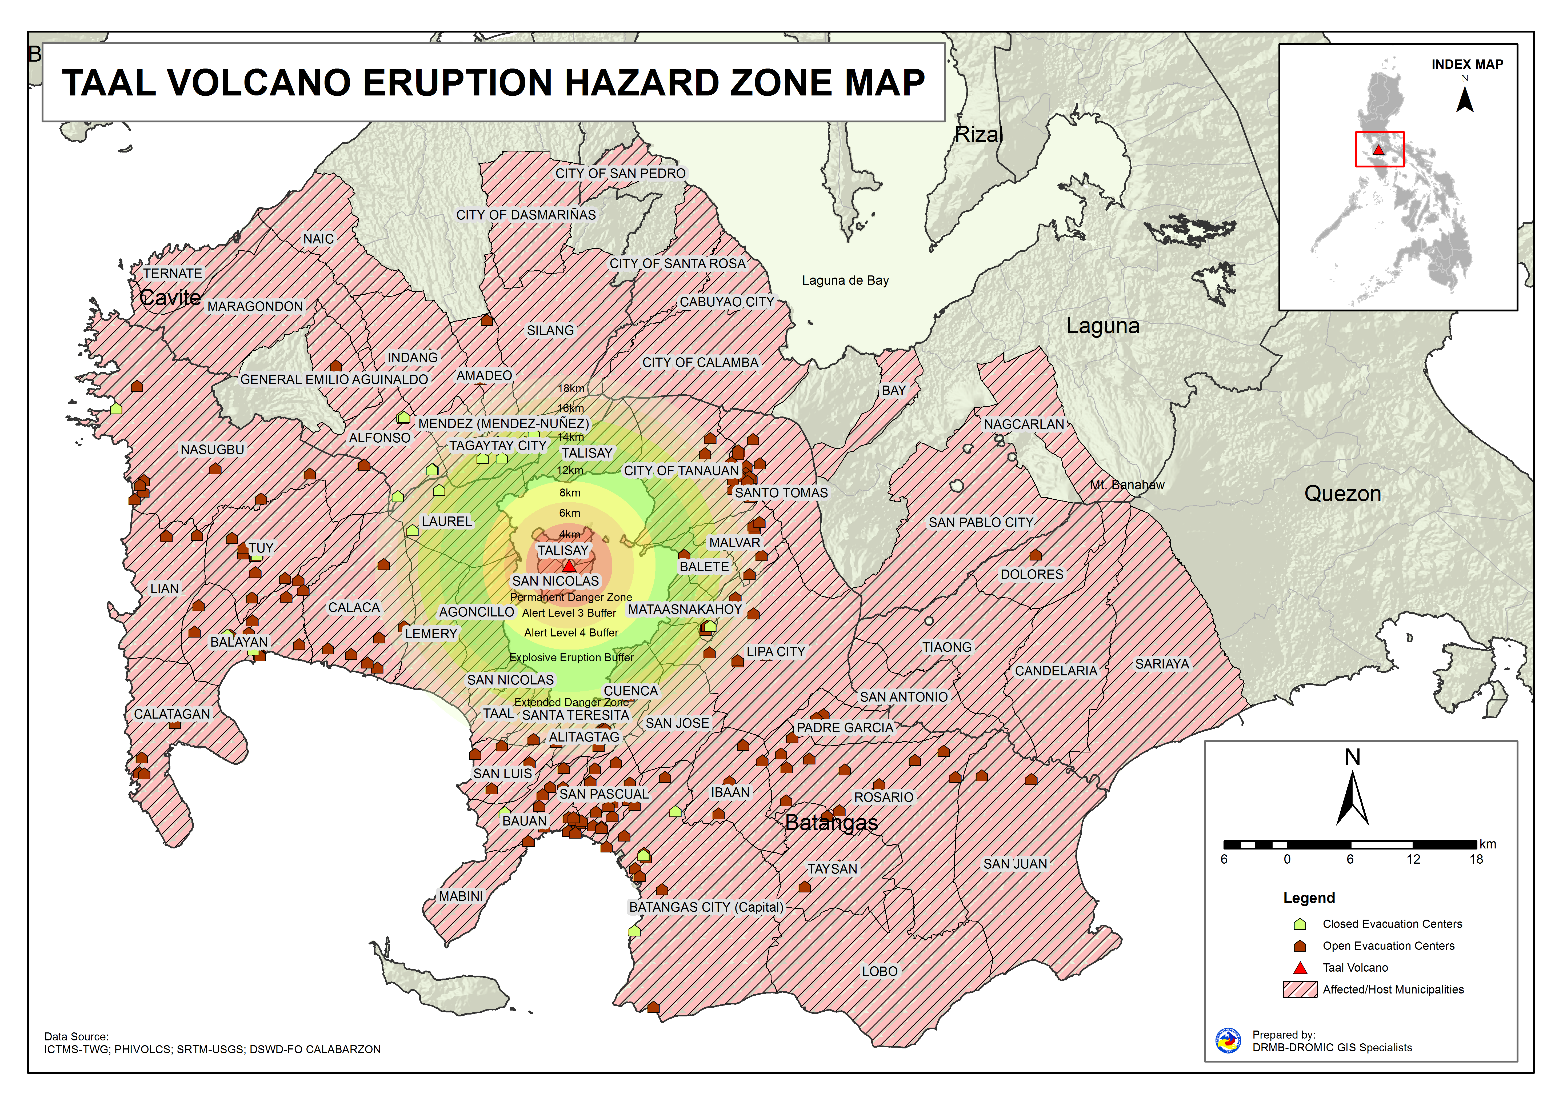 B
TAAL VOLCANO ERUPTION HAZARD ZONE MAP
INDEX MAP
N
Rizal
CITY OF SAN PEDRO
CITY OF DASMARIÑAS
NAIC
CITY OF SANTA ROSA
TERNATE
Laguna de Bay
Cavite
MARAGONDON
CABUYAO CITY
SILANG
Laguna
INDANG
CITY OF CALAMBA
GENERAL EMILIO AGUINALDO
AMADEO
18km
BAY
16km
MENDEZ (MENDEZ-NUÑEZ)
NAGCARLAN
ALFONSO
14km
NASUGBU
TAGAYTAY CITY
TALISAY
12km
CITY OF TANAUAN
Mt. Banahaw
8km
SANTO TOMAS
Quezon
6km
LAUREL
SAN PABLO CITY
4km
MALVAR
TUY
TALISAY
BALETE
SAN NICOLAS
DOLORES
LIAN
Permanent Danger Zone
CALACA
AGONCILLO
Alert Level 3 Buffer
MATAASNAKAHOY
LEMERY
Alert Level 4 Buffer
BALAYAN
TIAONG
LIPA CITY
Explosive Eruption Buffer
SARIAYA
CANDELARIA
SAN NICOLAS
CUENCA
SAN ANTONIO
Extended Danger Zone
CALATAGAN
TAAL
SANTA TERESITA
SAN JOSE
PADRE GARCIA
ALITAGTAG
SAN LUIS
SAN PASCUAL
IBAAN
ROSARIO
BAUAN
Batangas
SAN JUAN
TAYSAN
MABINI
BATANGAS CITY (Capital)
LOBO
N
km
6 0 6 12 18
Legend
Closed Evacuation Centers
Open Evacuation Centers
Taal Volcano
Affected/Host Municipalities
Data Source:
ICTMS-TWG; PHIVOLCS; SRTM-USGS; DSWD-FO CALABARZON
Prepared by:
DRMB-DROMIC GIS Specialists